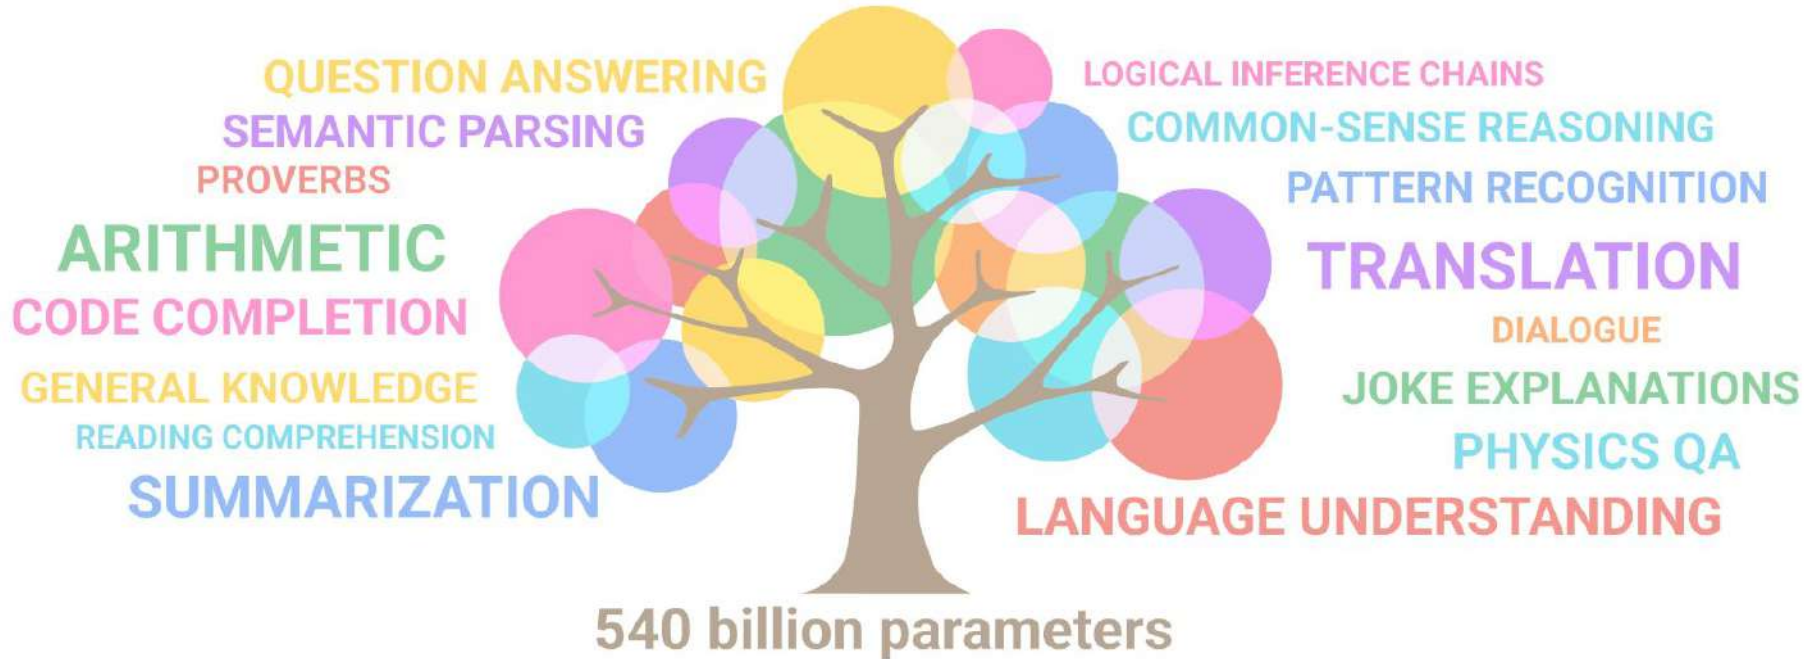 QUESTION ANSWERING
SEMANTIC PARSING
PROVERBS
ARITHMETIC
CODE COMPLETION
GENERAL KNOWLEDGE
READING COMPREHENSION
SUMMARIZATION
LOGICAL INFERENCE CHAINS
COMMON-SENSE REASONING
PATTERN RECOGNITION
TRANSLATION
DIALOGUE
JOKE EXPLANATIONS
PHYSICS QA
LANGUAGE UNDERSTANDING
540 billion parameters